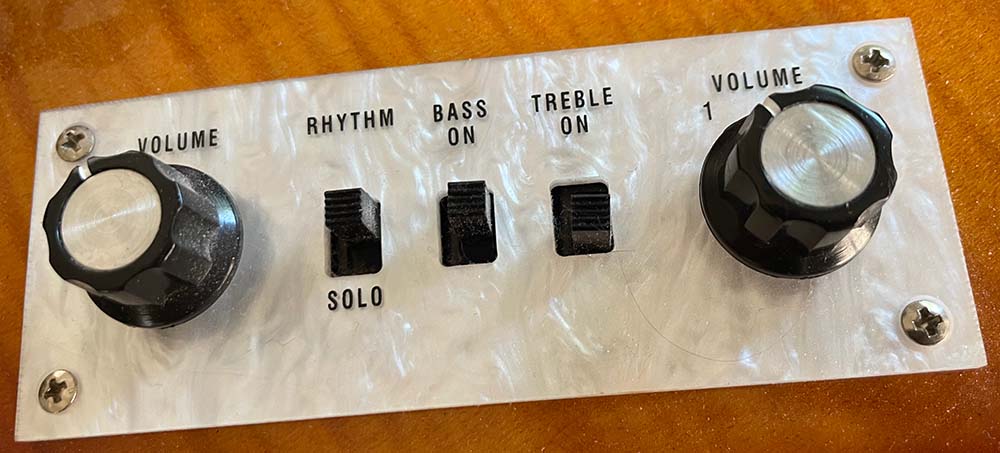 VOLUME
RHYTHM
SOLO
BASS
ON
TREBLE
ON
VOLUME
1